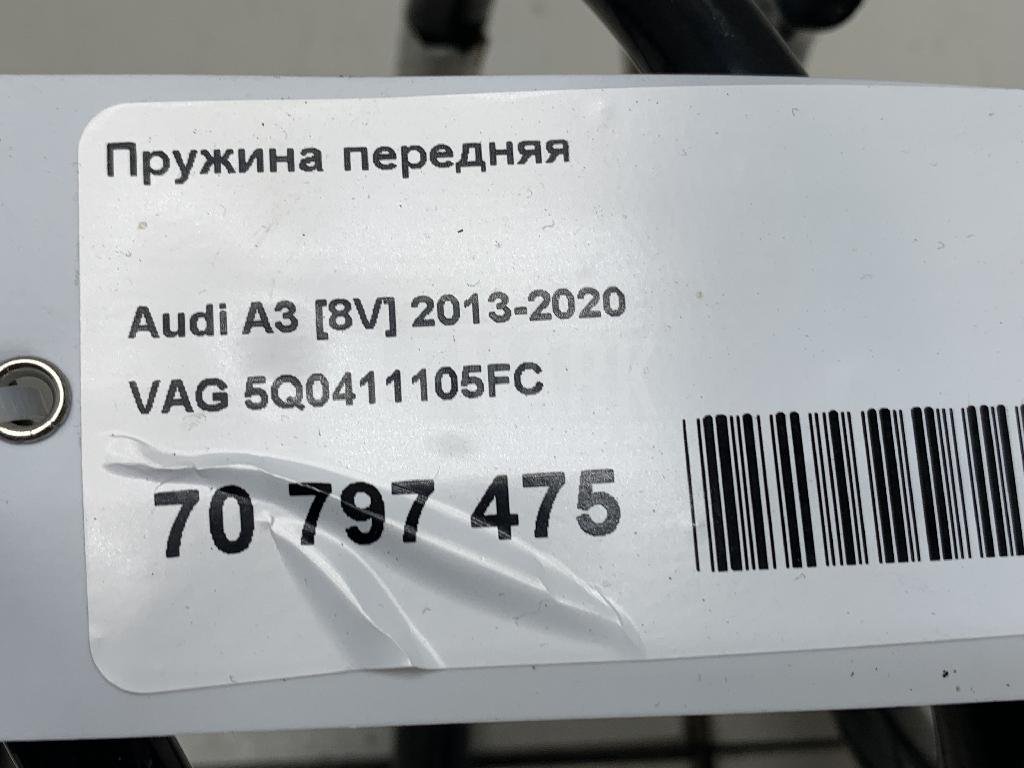 Пружина передняя
Audi A3 [8V] 2013-2020
VAG 5Q0411105FC
70 797 475